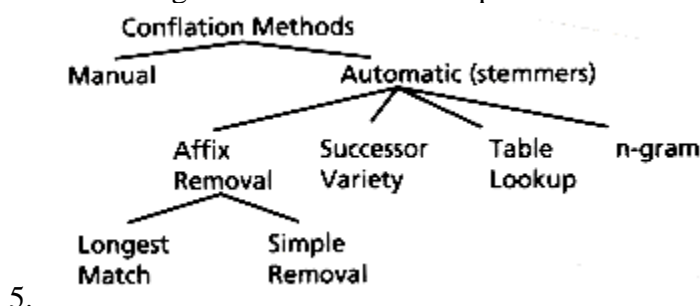 Conflation Methods
Manual Automatic (stemmers)
Affix Removal
Successor Variety
Table Lookup
n-gram
Longest Match
Simple Removal
5.